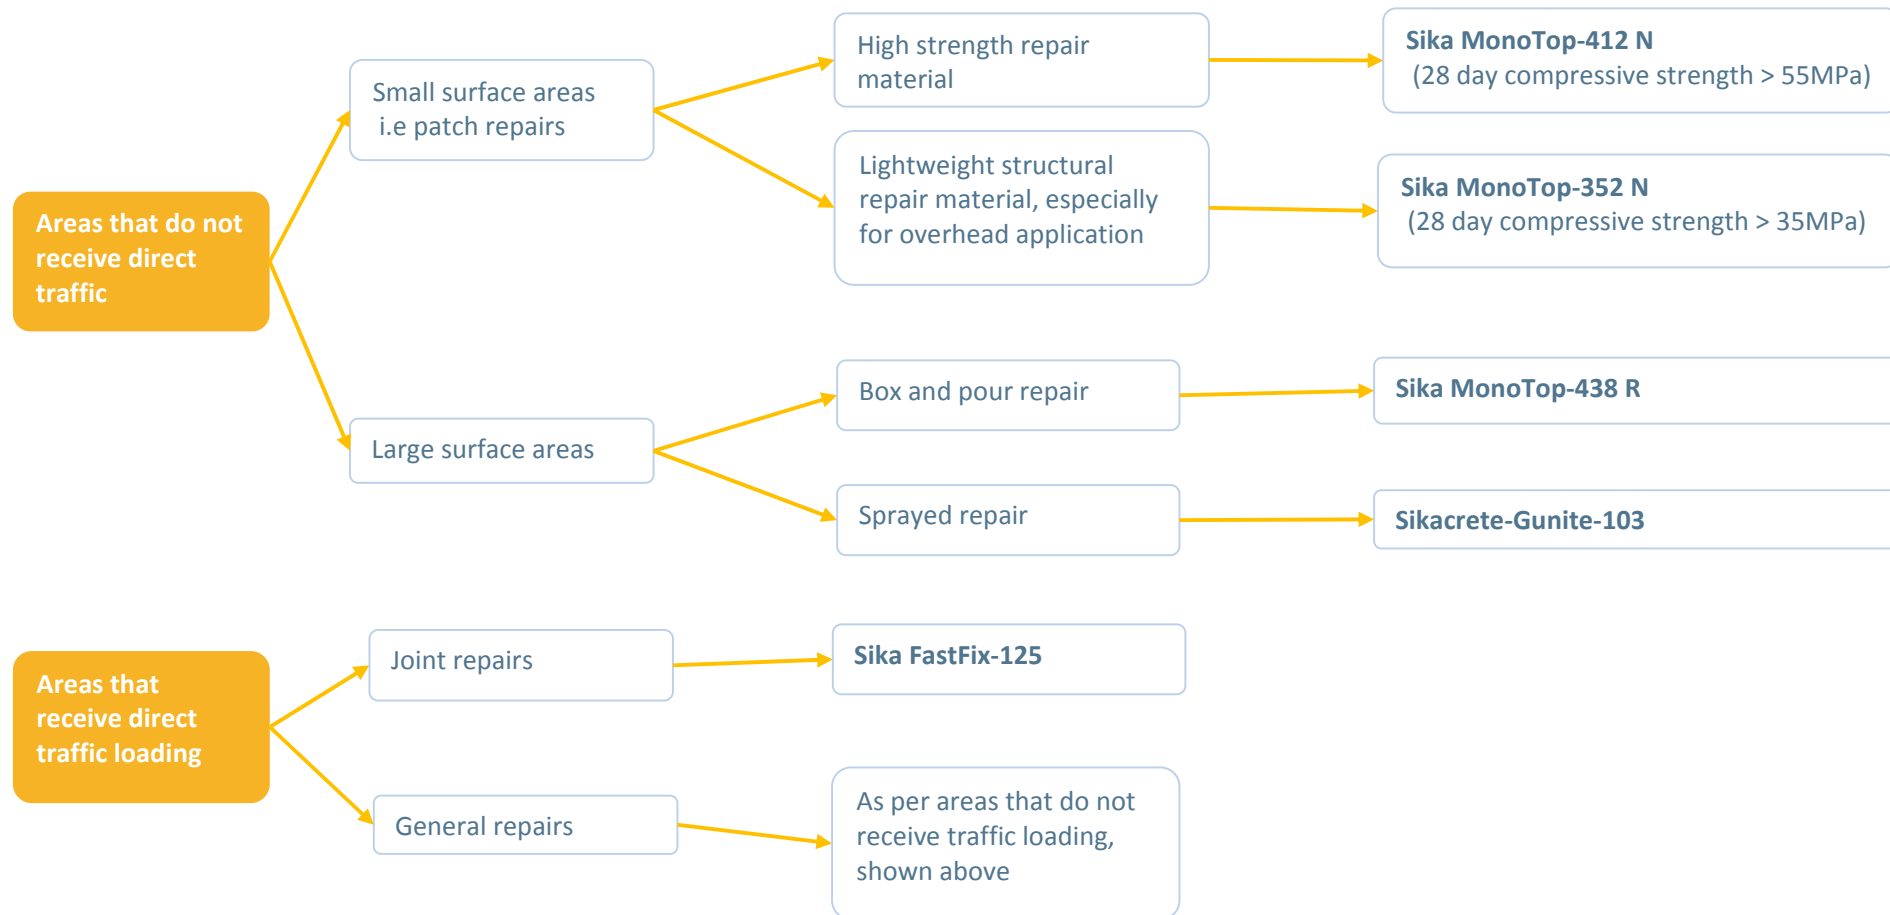 Areas that do not
receive direct
traffic
Small surface areas
i.e patch repairs
High strength repair
material
Sika MonoTop-412 N
(28 day compressive strength > 55MPa)
Lightweight structural
repair material, especially
for overhead application
Sika MonoTop-352 N
(28 day compressive strength > 35MPa)
Large surface areas
Box and pour repair
Sika MonoTop-438 R
Sprayed repair
Sikacrete-Gunite-103
Areas that
receive direct
traffic loading
Joint repairs
Sika FastFix-125
General repairs
As per areas that do not
receive traffic loading,
shown above